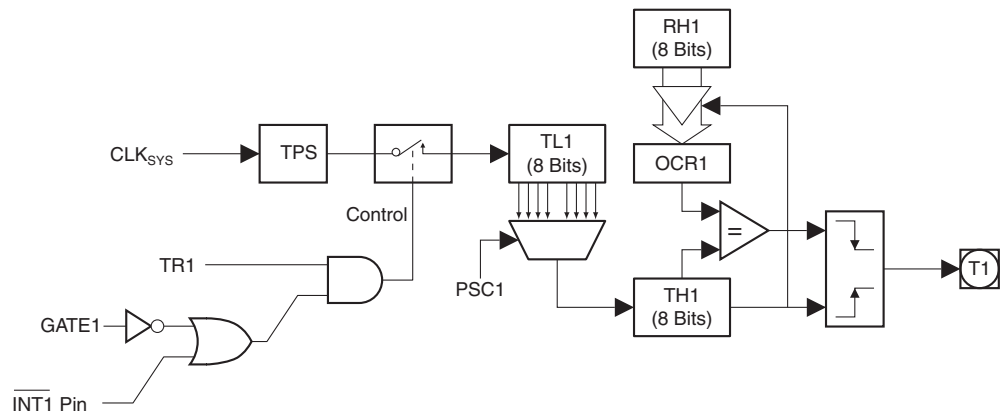 RH1
(8 Bits)
CLKSYS
TPS
TL1
(8 Bits)
OCR1
Control
=
TR1
PSC1
T1
GATE1
TH1
(8 Bits)
INT1 Pin